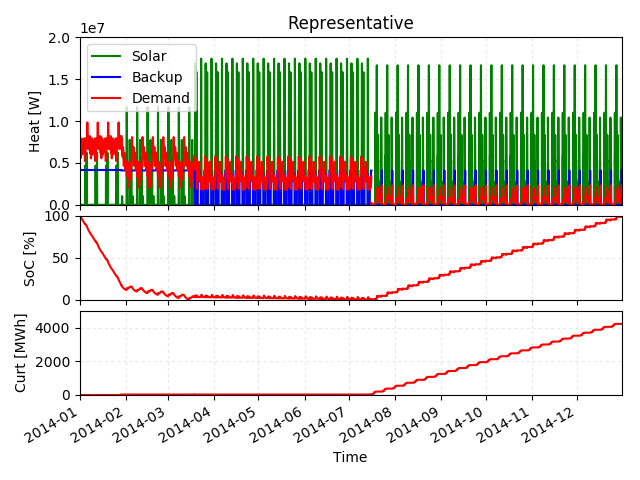 Representative
1e7
Heat [W]
2.0
1.5
1.0
0.5
0.0
Solar
Backup
Demand
SoC [%]
100
50
0
Curt [MWh]
4000
2000
0
2014-01
2014-02
2014-03
2014-04
2014-05
2014-06
2014-07
2014-08
2014-09
2014-10
2014-11
2014-12
Time